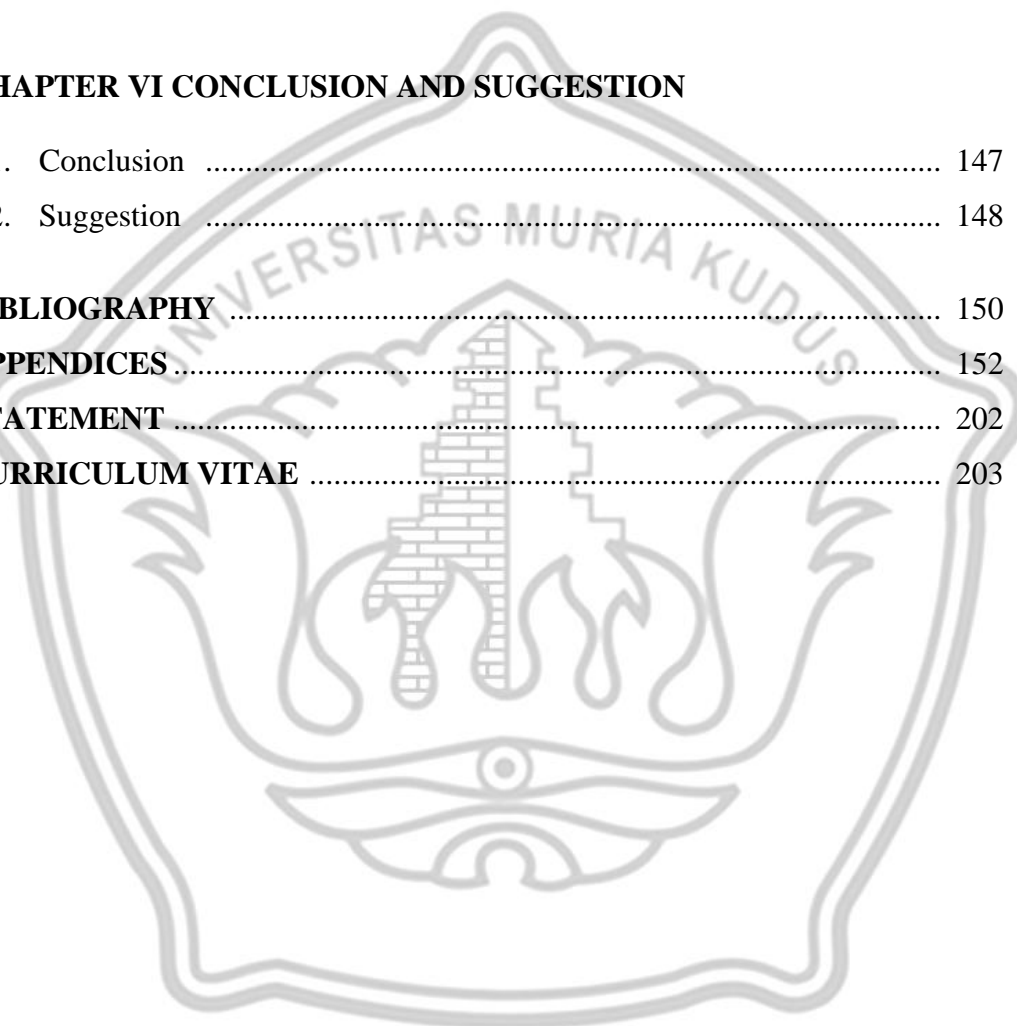 HAPTER VI CONCLUSION AND SUGGESTION
. Conclusion ........................................................................................... 147
2. Suggestion ........................................................................................... 148
UNIVERSITAS MURIA KUDUS
BLIOGRAPHY ........................................................................................ 150
PPENDICES ............................................................................................... 152
TATEMENT ............................................................................................... 202
URRICULUM VITAE ............................................................................... 203